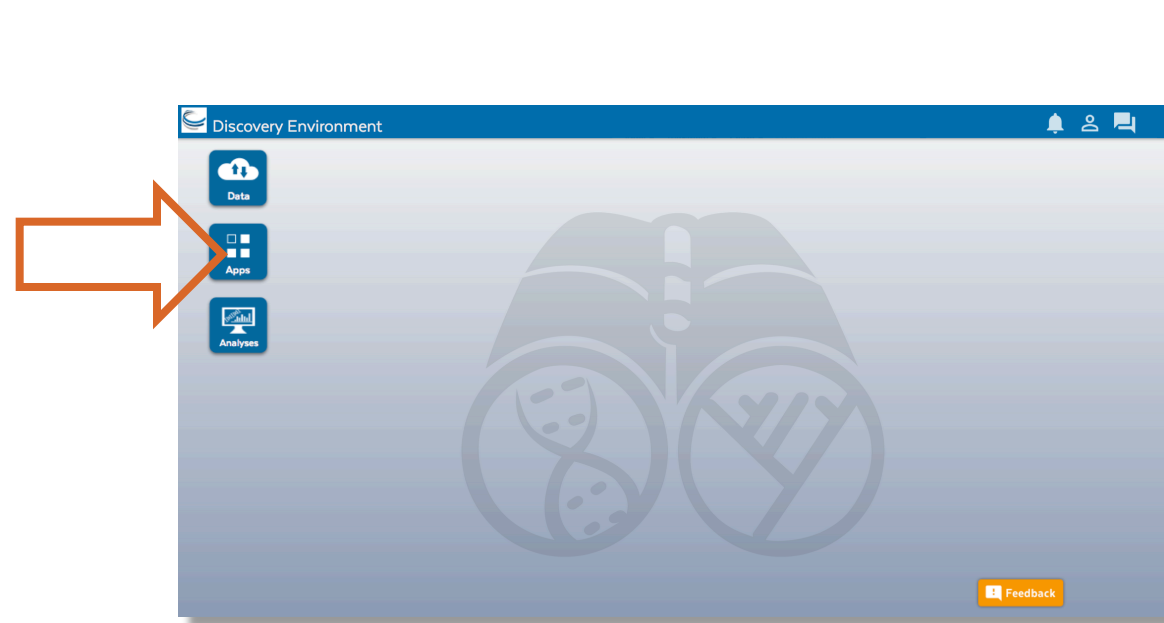 Discovery Environment
Data
Apps
Analyses
Feedback